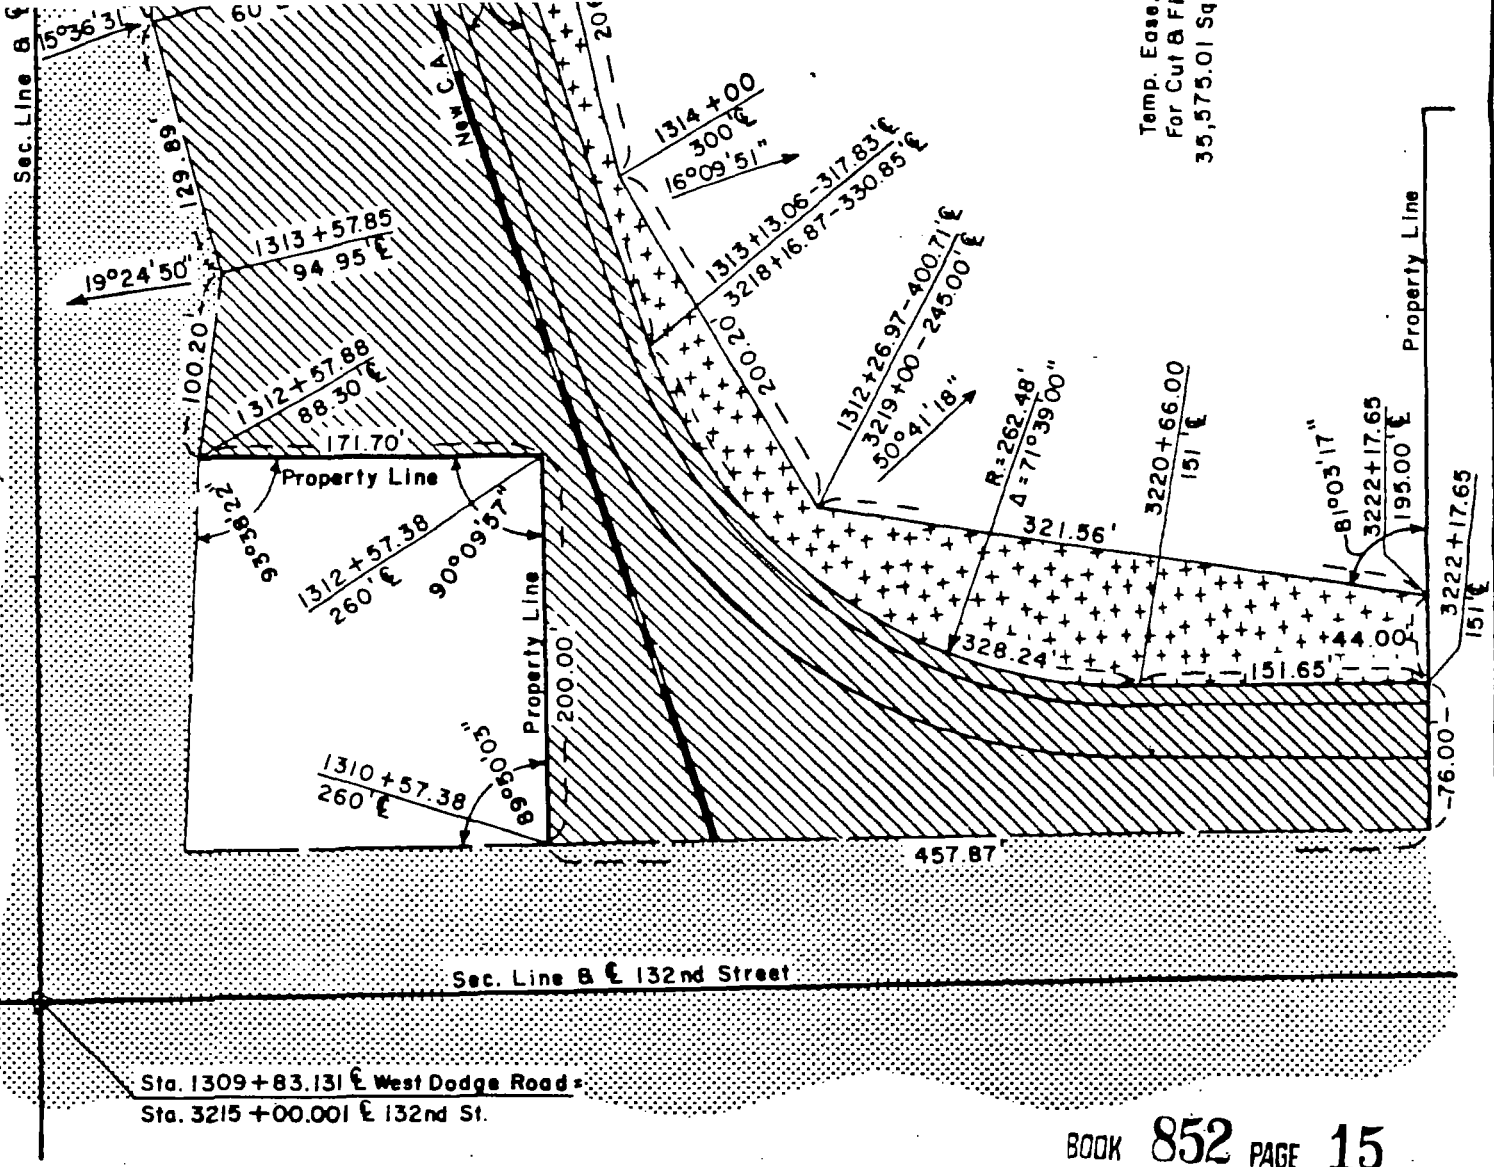 Sec. Line & ℄
15°36'31
60
129.89'
New C.A.
206
Temp. Ease.
For Cut & Fi
35,575.01 Sq
1314+00
300'℄
16°09'51"
1313+13.06-317.83'℄
3218+16.87-330.85'℄
1313+57.85
94.95'℄
19°24'50"
100.20'
1312+57.88
88.30'℄
171.70'
Property Line
93°38'22"
1312+57.38
260'℄
90°09'57"
Property Line
200.00'
1310+57.38
260'℄
89°50'03"
200.20'
1312+26.97-400.71'℄
3219+00-245.00'℄
50°41'18"
R=262.48'
Δ=71°39'00"
3220+66.00
151'℄
321.56'
81°03'17"
3222+17.65
195.00'℄
Property Line
3222+17.65
151'℄
44.00
328.24'
151.65'
76.00'
457.87'
Sec. Line & ℄ 132nd Street
Sta. 1309+83.131 ℄ West Dodge Road=
Sta. 3215+00.001 ℄ 132nd St.
BOOK 852 PAGE 15